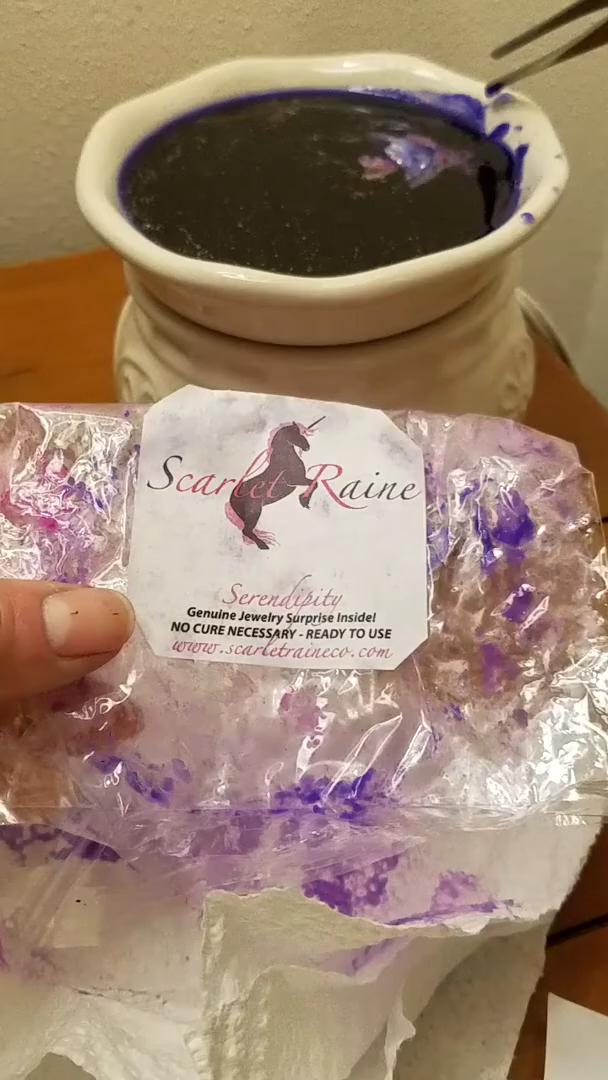 Scarlet Raine
Serendipity
Genuine Jewelry Surprise Inside!
NO CURE NECESSARY - READY TO USE
www.scarletraineco.com